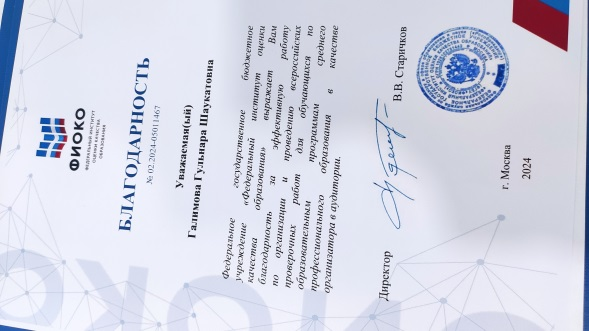 ФИОКО
ФЕДЕРАЛЬНЫЙ ИНСТИТУТ
ОЦЕНКИ КАЧЕСТВА
ОБРАЗОВАНИЯ
БЛАГОДАРНОСТЬ
№ 02-2024-05011467
Уважаемая(ый)
Галимова Гульнара Шаукатовна
Федеральное государственное бюджетное
учреждение «Федеральный институт оценки
качества образования» выражает Вам
благодарность за эффективную работу
по организации и проведению всероссийских
проверочных работ для обучающихся по
образовательным программам среднего
профессионального образования в качестве
организатора в аудитории.
Директор В.В. Старичков
г. Москва
2024